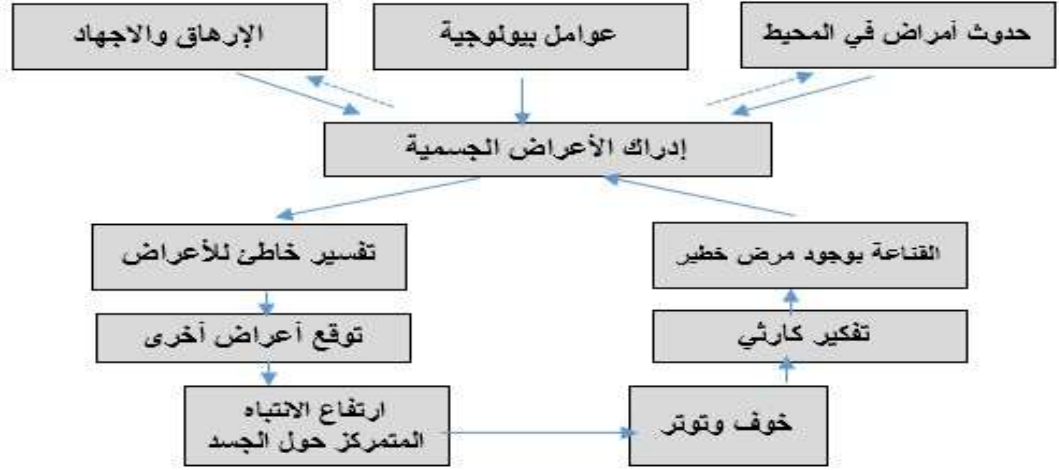 حدوث أمراض في المحيط
عوامل بيولوجية
الإرهاق والاجهاد
إدراك الأعراض الجسمية
تفسير خاطئ للأعراض
القناعة بوجود مرض خطير
توقع أعراض أخرى
تفكير كارثي
ارتفاع الانتباه
المتمركز حول الجسد
خوف وتوتر